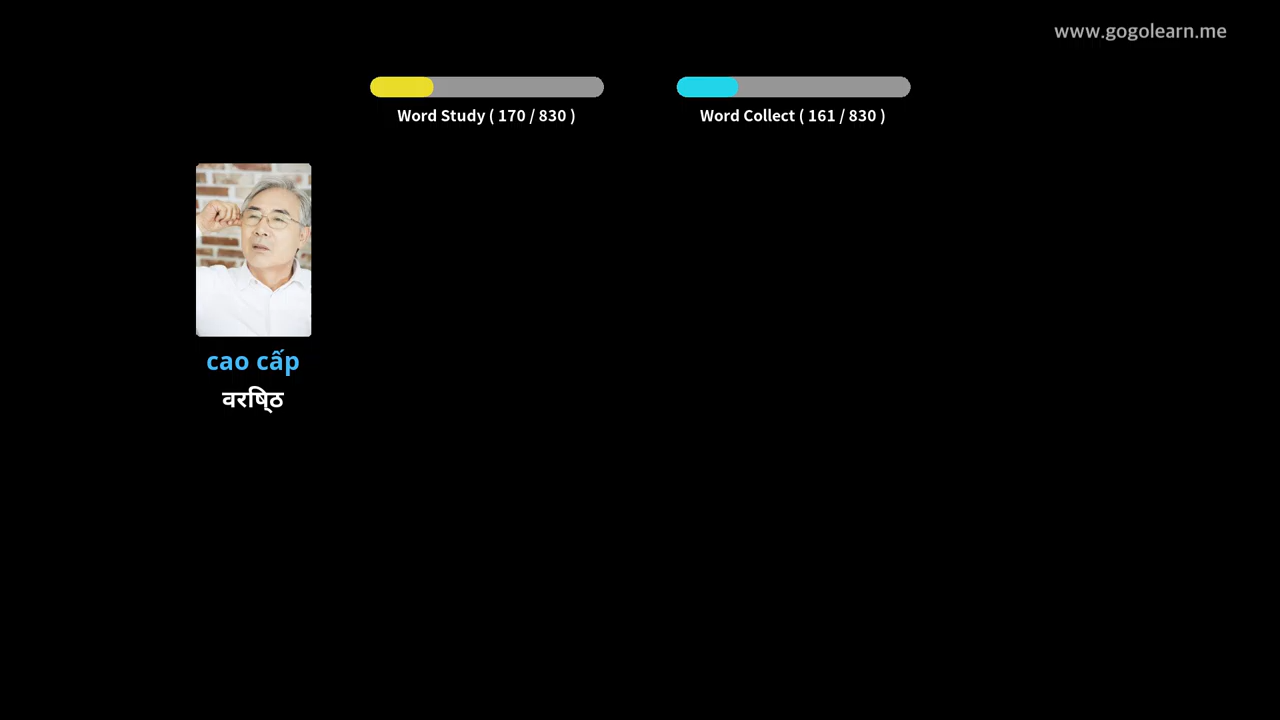 www.gogolearn.me
Word Study ( 170 / 830 )
Word Collect ( 161 / 830 )
cao cấp
वरिष्ठ